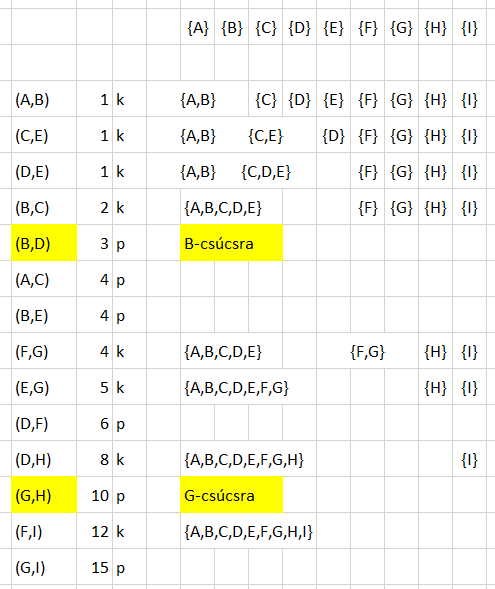 {A} {B} {C} {D} {E} {F} {G} {H} {I}
(A,B) 1 k {A,B} {C} {D} {E} {F} {G} {H} {I}
(C,E) 1 k {A,B} {C,E} {D} {F} {G} {H} {I}
(D,E) 1 k {A,B} {C,D,E} {F} {G} {H} {I}
(B,C) 2 k {A,B,C,D,E} {F} {G} {H} {I}
(B,D) 3 p B-csúcsra
(A,C) 4 p
(B,E) 4 p
(F,G) 4 k {A,B,C,D,E} {F,G} {H} {I}
(E,G) 5 k {A,B,C,D,E,F,G} {H} {I}
(D,F) 6 p
(D,H) 8 k {A,B,C,D,E,F,G,H} {I}
(G,H) 10 p G-csúcsra
(F,I) 12 k {A,B,C,D,E,F,G,H,I}
(G,I) 15 p